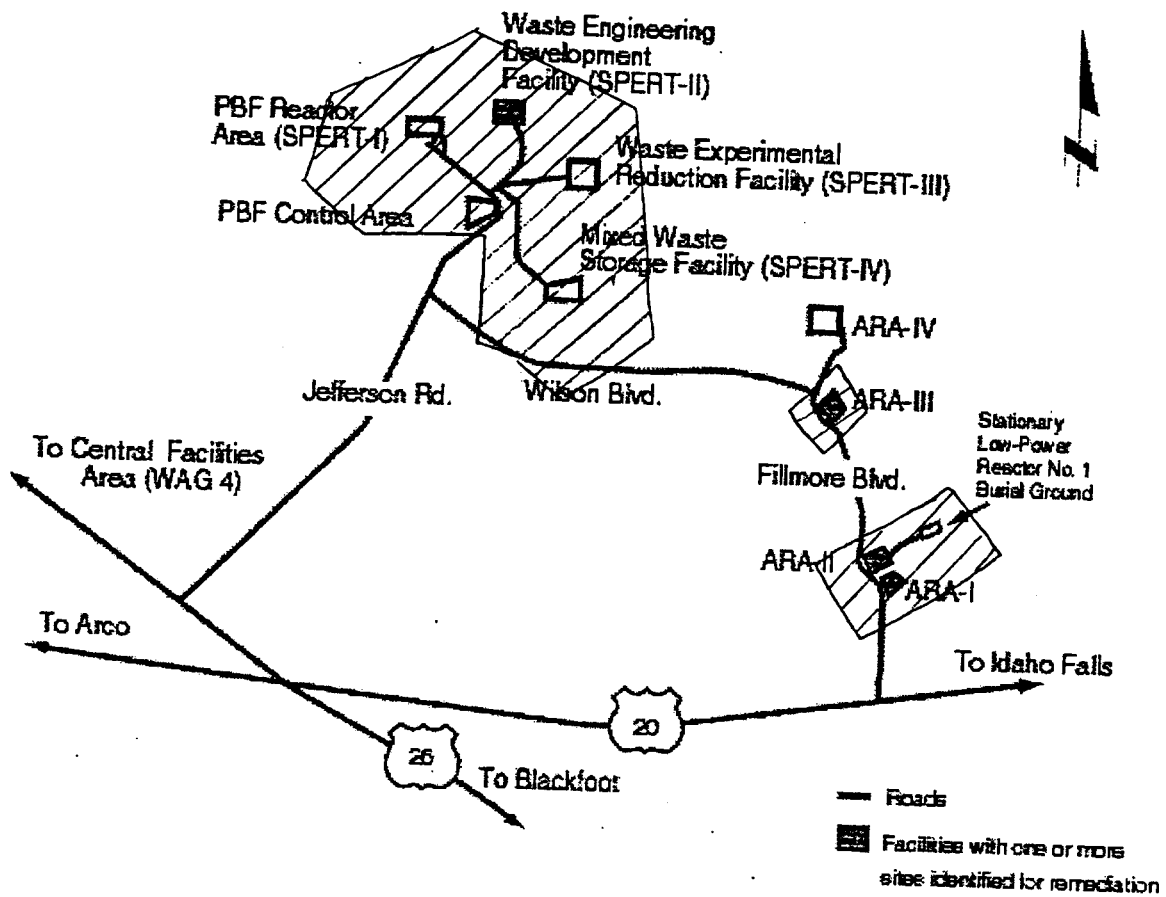 Waste Engineering
Development
Facility (SPERT-II)
PBF Reactor
Area (SPERT-I)
Waste Experimental
Reduction Facility (SPERT-III)
PBF Control Area
Mixed Waste
Storage Facility (SPERT-IV)
ARA-IV
Jefferson Rd.
Wilson Blvd.
ARA-III
Stationary
Low-Power
Reactor No. 1
Burial Ground
To Central Facilities
Area (WAG 4)
Fillmore Blvd.
ARA-II
ARA-I
To Arco
To Idaho Falls
20
26
To Blackfoot
Roads
Facilities with one or more
sites identified for remediation